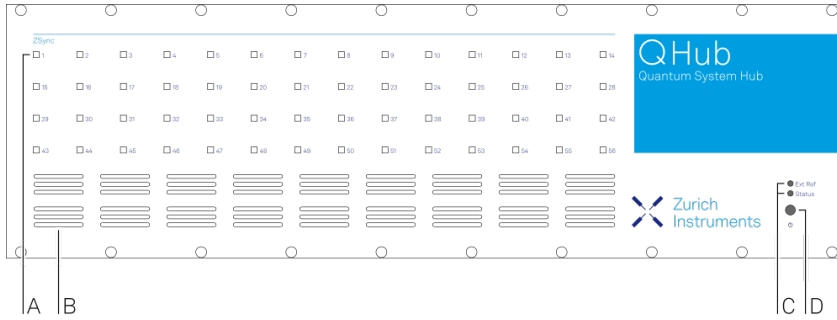 ZSync
1 2 3 4 5 6 7 8 9 10 11 12 13 14
QHub
Quantum System Hub
15 16 17 18 19 20 21 22 23 24 25 26 27 28
29 30 31 32 33 34 35 36 37 38 39 40 41 42
43 44 45 46 47 48 49 50 51 52 53 54 55 56
Ext Ref
Status
Zurich
Instruments
A B C D